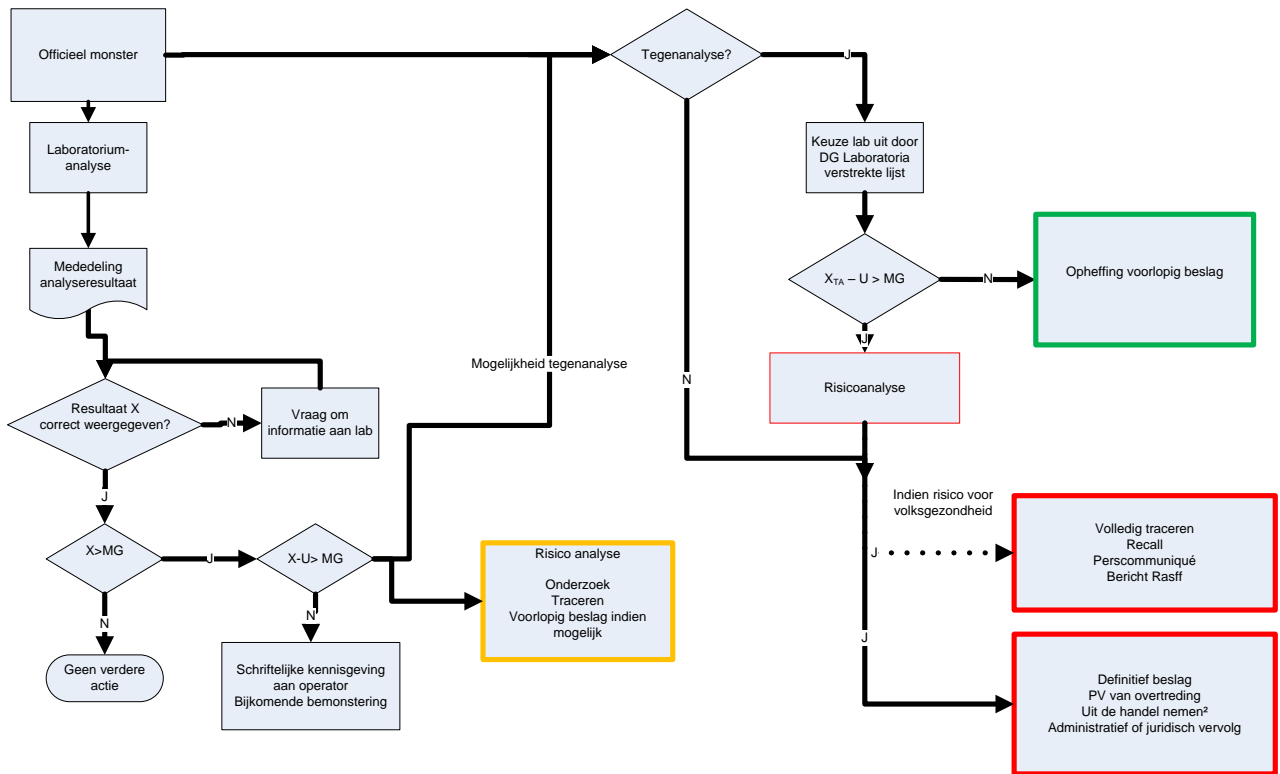 Officieel monster
Laboratorium-
analyse
Mededeling
analyseresultaat
Resultaat X
correct weergegeven?
N
Vraag om
informatie aan lab
J
X>MG
J
N
Geen verdere
actie
X-U> MG
N
Schriftelijke kennisgeving
aan operator
Bijkomende bemonstering
Mogelijkheid tegenanalyse
Risico analyse
Onderzoek
Traceren
Voorlopig beslag indien
mogelijk
Tegenanalyse?
J
N
Keuze lab uit door
DG Laboratoria
verstrekte lijst
X_TA – U > MG
N
Opheffing voorlopig beslag
J
Risicoanalyse
Indien risico voor
volksgezondheid
J
Volledig traceren
Recall
Perscommuniqué
Bericht Rasff
J
Definitief beslag
PV van overtreding
Uit de handel nemen²
Administratief of juridisch vervolg